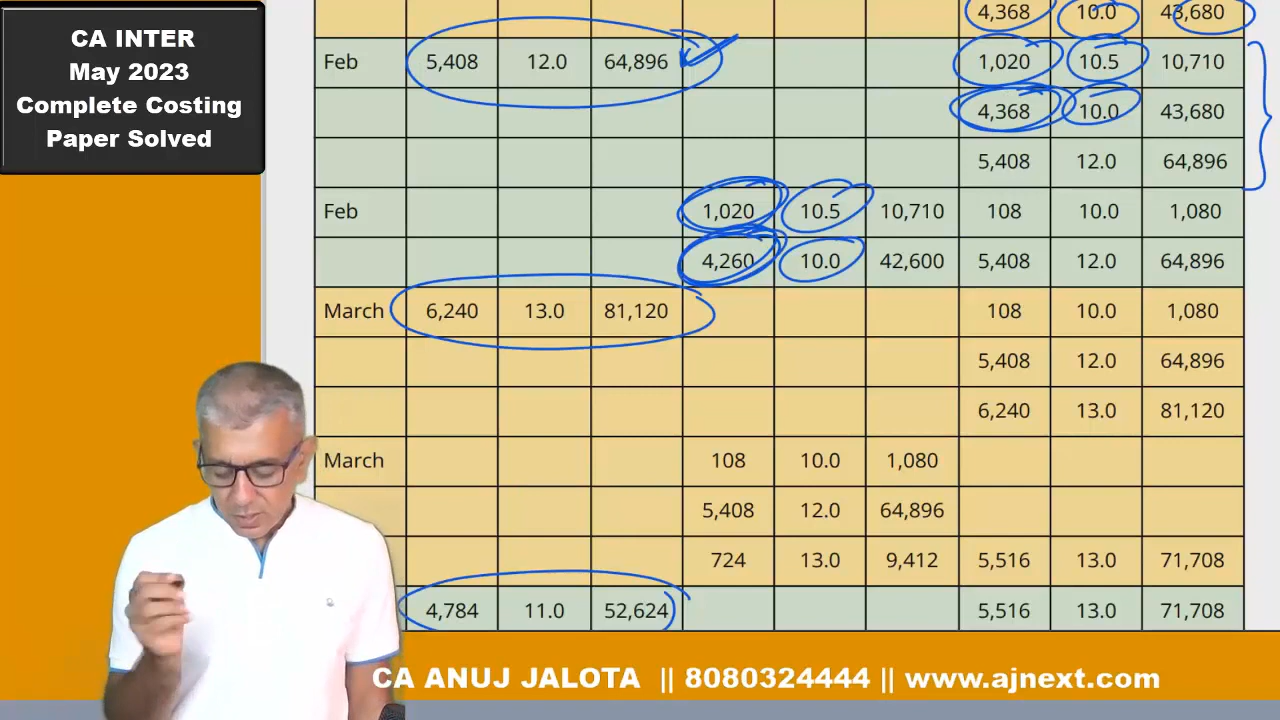 CA INTER
May 2023
Complete Costing
Paper Solved
4,368 10.0 43,680
Feb 5,408 12.0 64,896 1,020 10.5 10,710
4,368 10.0 43,680
5,408 12.0 64,896
Feb 1,020 10.5 10,710 108 10.0 1,080
4,260 10.0 42,600 5,408 12.0 64,896
March 6,240 13.0 81,120 108 10.0 1,080
5,408 12.0 64,896
6,240 13.0 81,120
March 108 10.0 1,080
5,408 12.0 64,896
724 13.0 9,412 5,516 13.0 71,708
4,784 11.0 52,624 5,516 13.0 71,708
CA ANUJ JALOTA || 8080324444 || www.ajnext.com